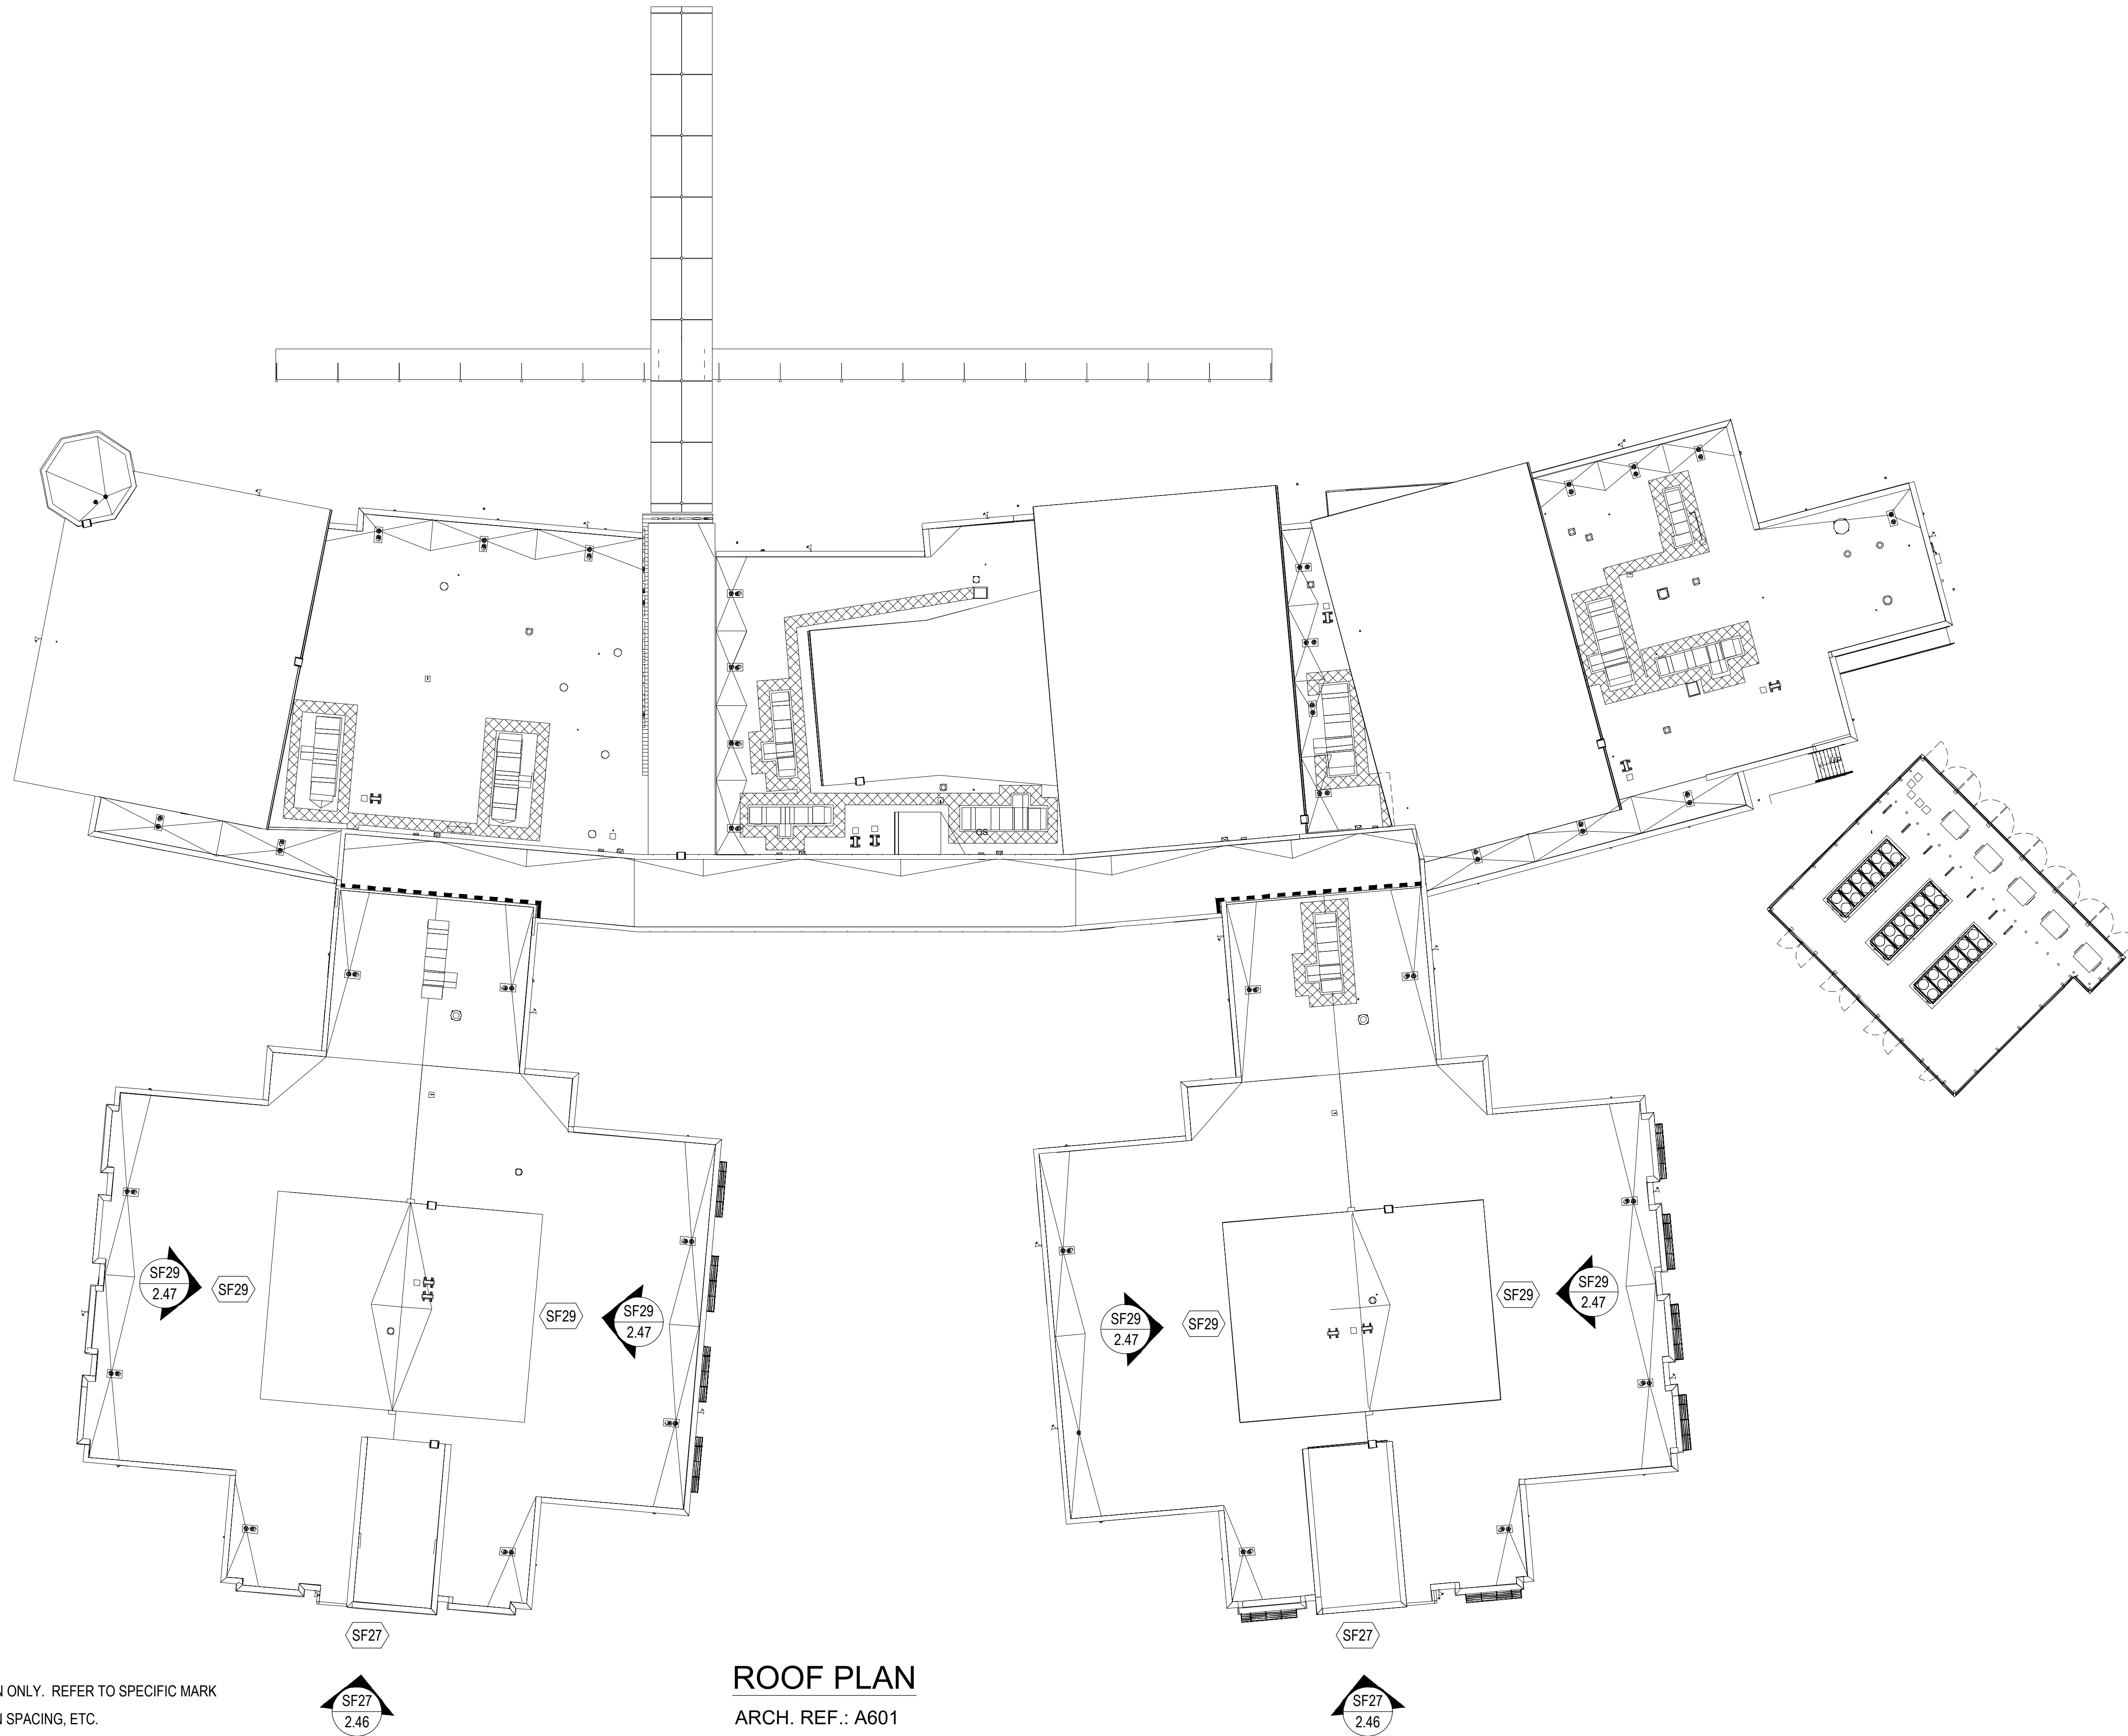 OS
SF29
2.47
SF29
SF29
SF29
2.47
SF29
2.47
SF29
SF29
SF29
2.47
SF27
SF27
ROOF PLAN
ARCH. REF.: A601
N ONLY. REFER TO SPECIFIC MARK
N SPACING, ETC.
SF27
2.46
SF27
2.46